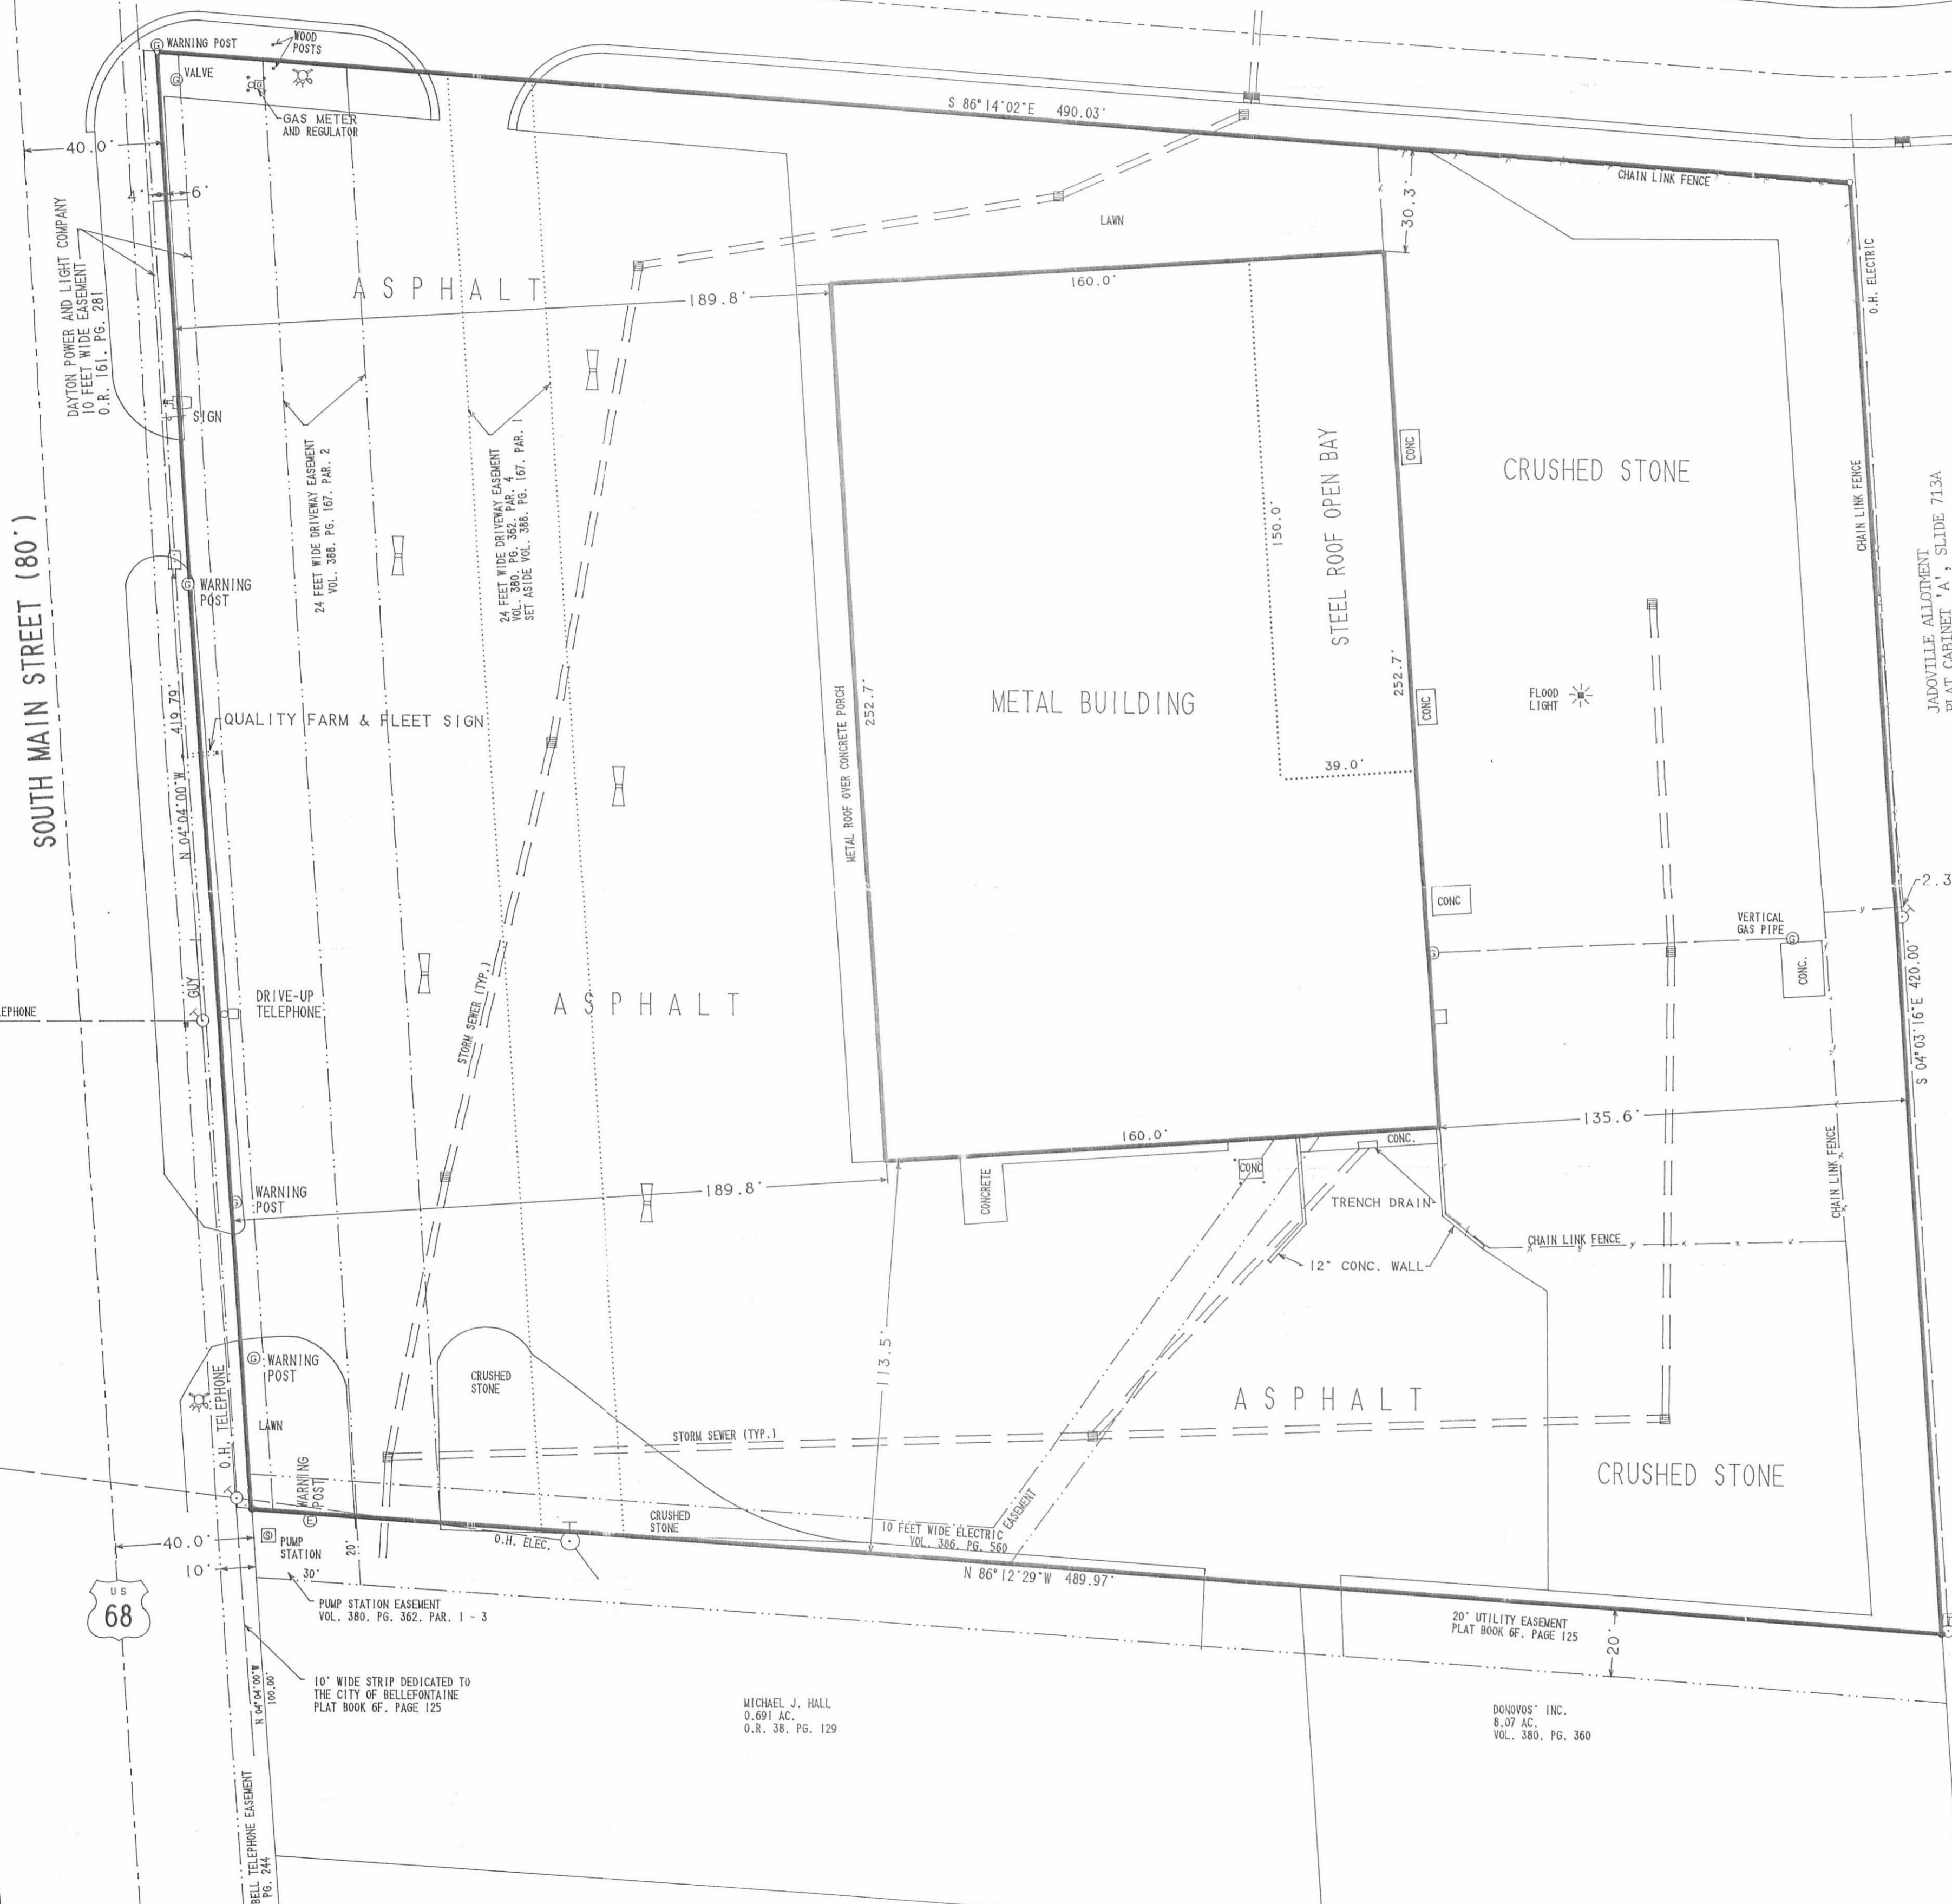 WARNING POST
WOOD
POSTS
VALVE
GAS METER
AND REGULATOR
S 86°14'02"E 490.03'
40.0'
4'
6'
CHAIN LINK FENCE
LAWN
30.3'
DAYTON POWER AND LIGHT COMPANY
10 FEET WIDE EASEMENT
O.R. 161. PG. 281
O.H. ELECTRIC
ASPHALT
189.8'
160.0'
SIGN
24 FEET WIDE DRIVEWAY EASEMENT
VOL. 388. PG. 167. PAR. 2
24 FEET WIDE DRIVEWAY EASEMENT
VOL. 380. PG. 362. PAR. 4
SET ASIDE VOL. 388. PG. 167. PAR. 1
STEEL ROOF OPEN BAY
150.0'
CONC
CRUSHED STONE
CHAIN LINK FENCE
JADOVILLE ALLOTMENT
PLAT CABINET 'A', SLIDE 713A
SOUTH MAIN STREET (80')
WARNING
POST
N 04°04'00"W 419.79'
QUALITY FARM & FLEET SIGN
METAL ROOF OVER CONCRETE PORCH
252.7'
METAL BUILDING
252.7'
CONC
FLOOD
LIGHT
39.0'
CONC
2.3
VERTICAL
GAS PIPE
CONC.
S 04°03'16"E 420.00'
GUY
EPHONE
DRIVE-UP
TELEPHONE
STORM SEWER (TYP.)
ASPHALT
135.6'
160.0'
CONC.
CONC
CONCRETE
TRENCH DRAIN
CHAIN LINK FENCE
WARNING
POST
189.8'
CHAIN LINK FENCE
12" CONC. WALL
113.5'
WARNING
POST
O.H. TELEPHONE
LAWN
CRUSHED
STONE
ASPHALT
STORM SEWER (TYP.)
CRUSHED STONE
WARNING
POST
CRUSHED
STONE
10 FEET WIDE ELECTRIC
EASEMENT
VOL. 386. PG. 560
40.0'
PUMP
STATION
20'
O.H. ELEC.
10'
30'
N 86°12'29"W 489.97'
US
68
PUMP STATION EASEMENT
VOL. 380. PG. 362. PAR. 1 - 3
20' UTILITY EASEMENT
PLAT BOOK 6F. PAGE 125
20'
10' WIDE STRIP DEDICATED TO
THE CITY OF BELLEFONTAINE
PLAT BOOK 6F. PAGE 125
N 04°04'00"W
100.00'
MICHAEL J. HALL
0.691 AC.
O.R. 38. PG. 129
DONOVOS' INC.
8.07 AC.
VOL. 380. PG. 360
BELL TELEPHONE EASEMENT
PG. 244